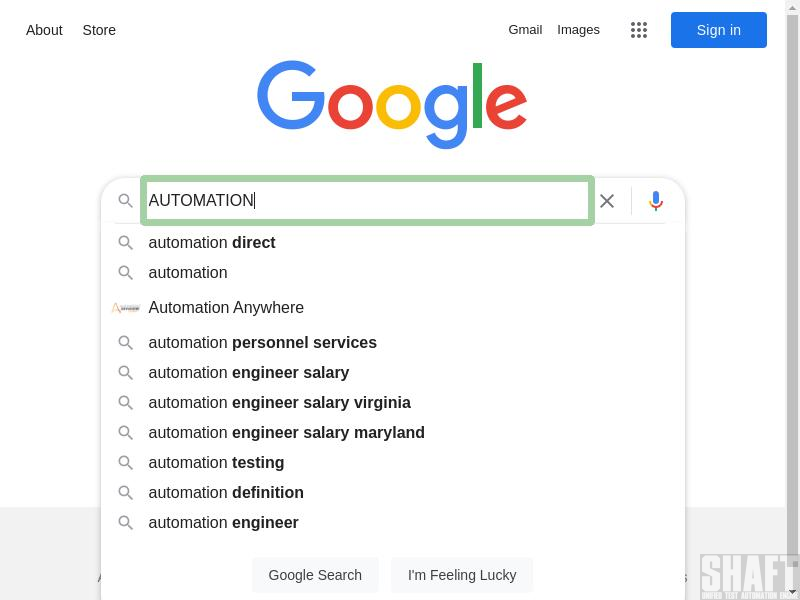 About Store Gmail Images Sign in
Google
AUTOMATION
automation direct
automation
Automation Anywhere
automation personnel services
automation engineer salary
automation engineer salary virginia
automation engineer salary maryland
automation testing
automation definition
automation engineer
Google Search I'm Feeling Lucky
SHAFT